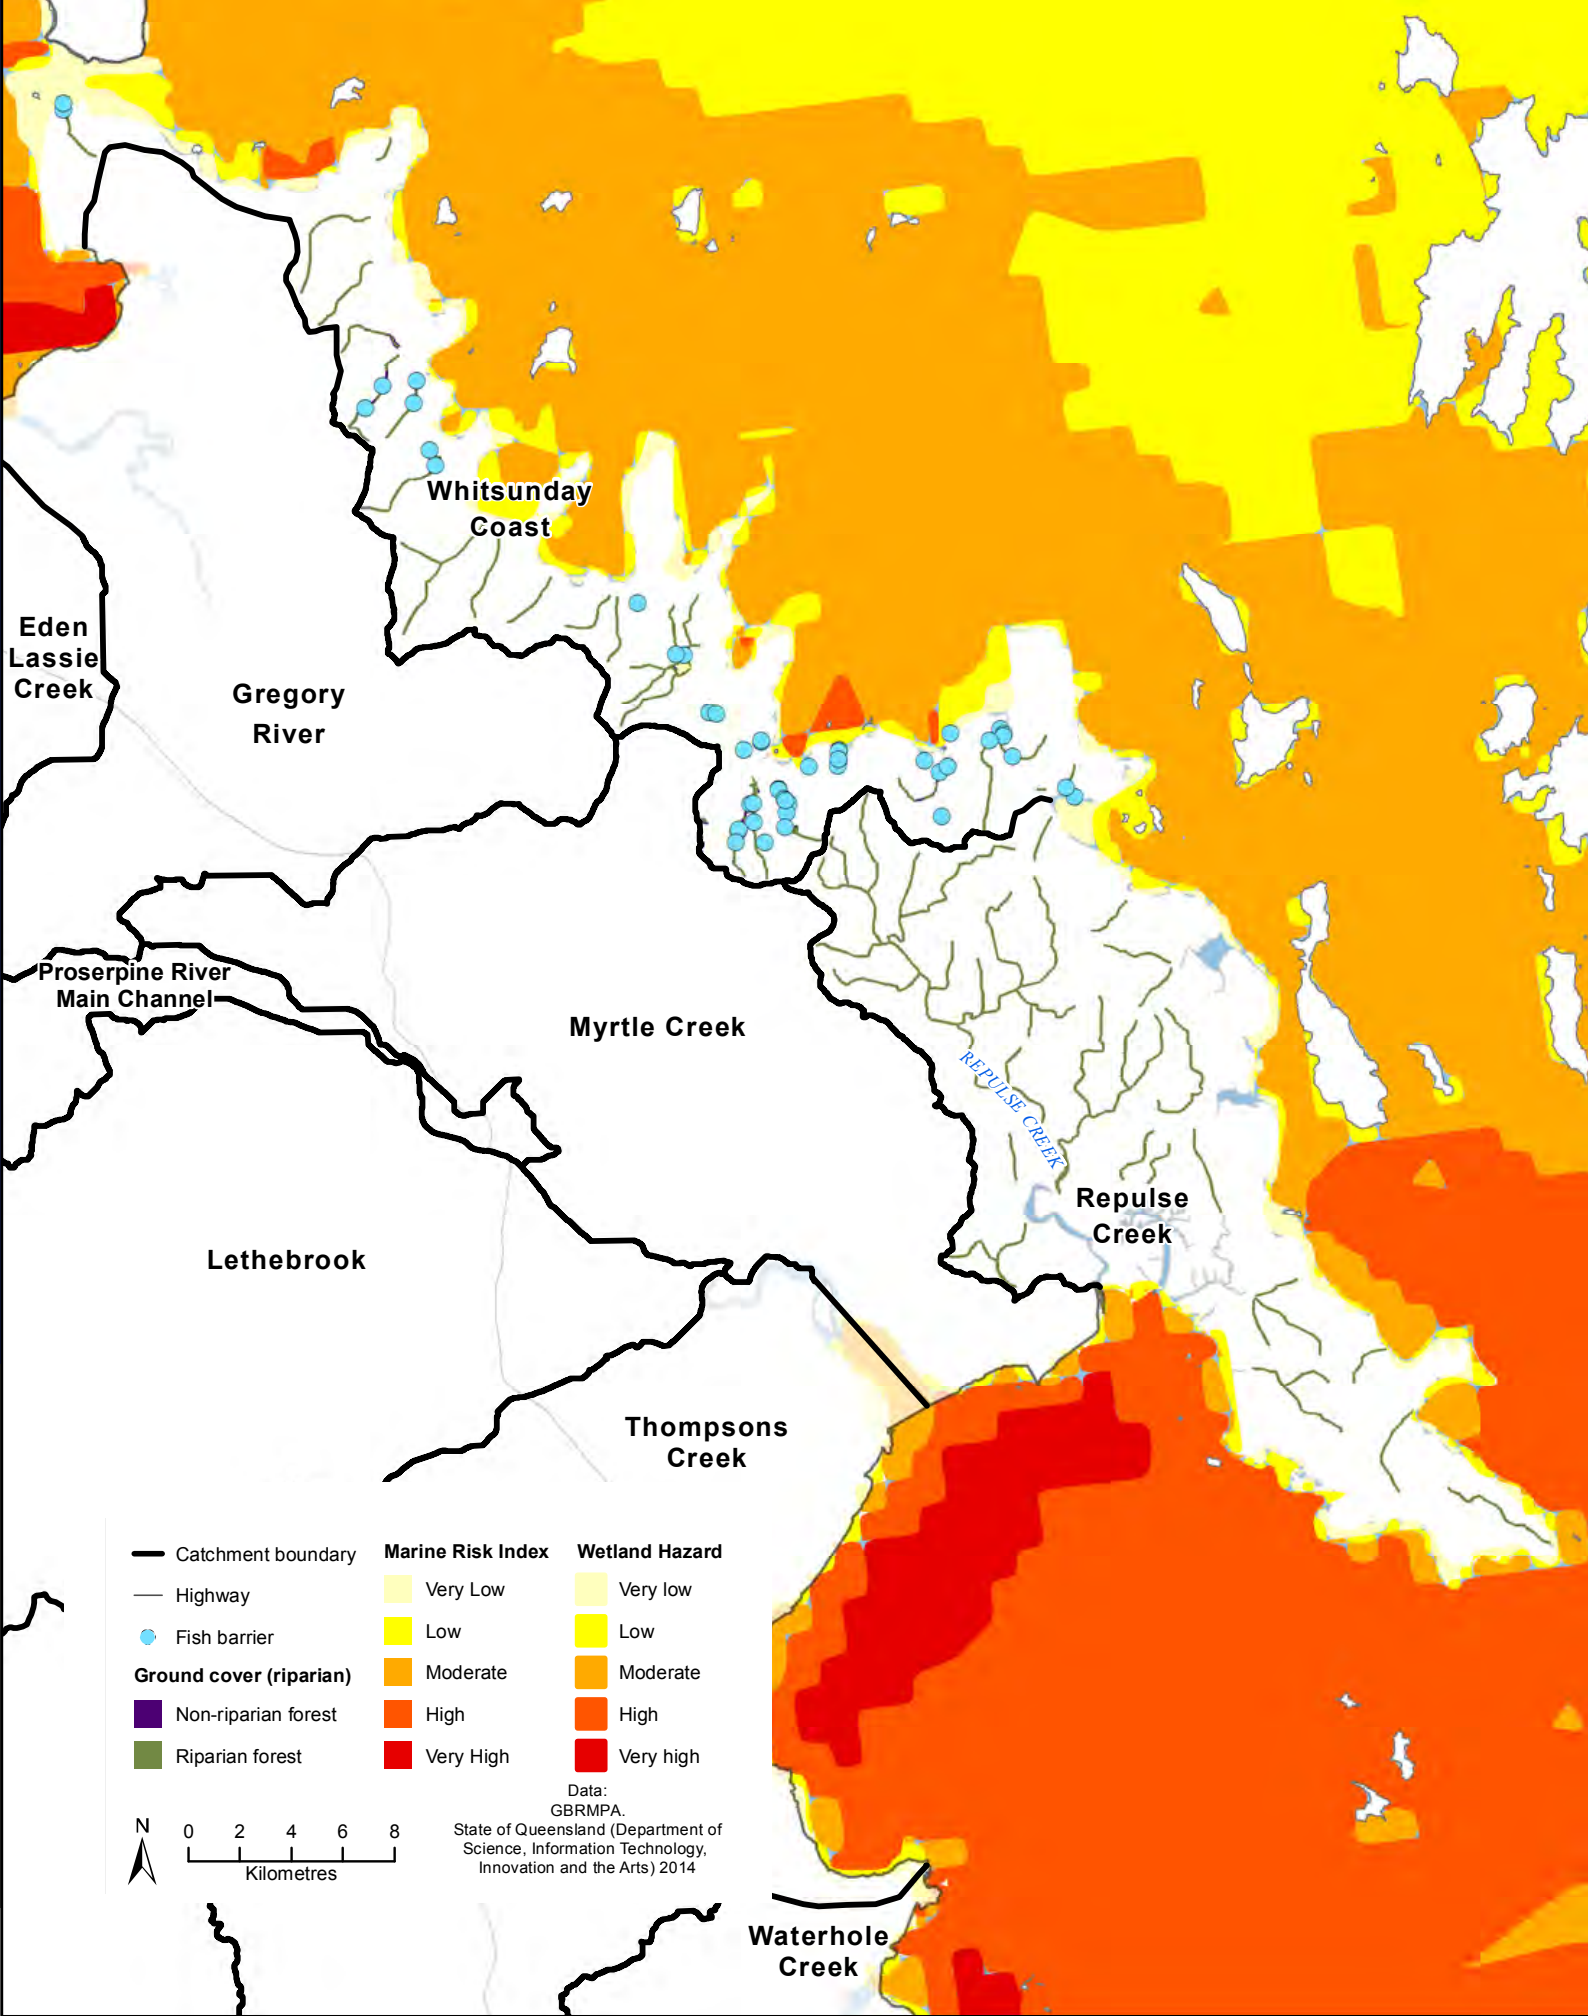 Whitsunday
Coast
Eden
Lassie
Creek
Gregory
River
Proserpine River
Main Channel
Myrtle Creek
REPULSE CREEK
Repulse
Creek
Lethebrook
Thompsons
Creek
Catchment boundary
Highway
Fish barrier
Ground cover (riparian)
Non-riparian forest
Riparian forest
Marine Risk Index
Very Low
Low
Moderate
High
Very High
Wetland Hazard
Very low
Low
Moderate
High
Very high
N
0 2 4 6 8
Kilometres
Data:
GBRMPA.
State of Queensland (Department of
Science, Information Technology,
Innovation and the Arts) 2014
Waterhole
Creek